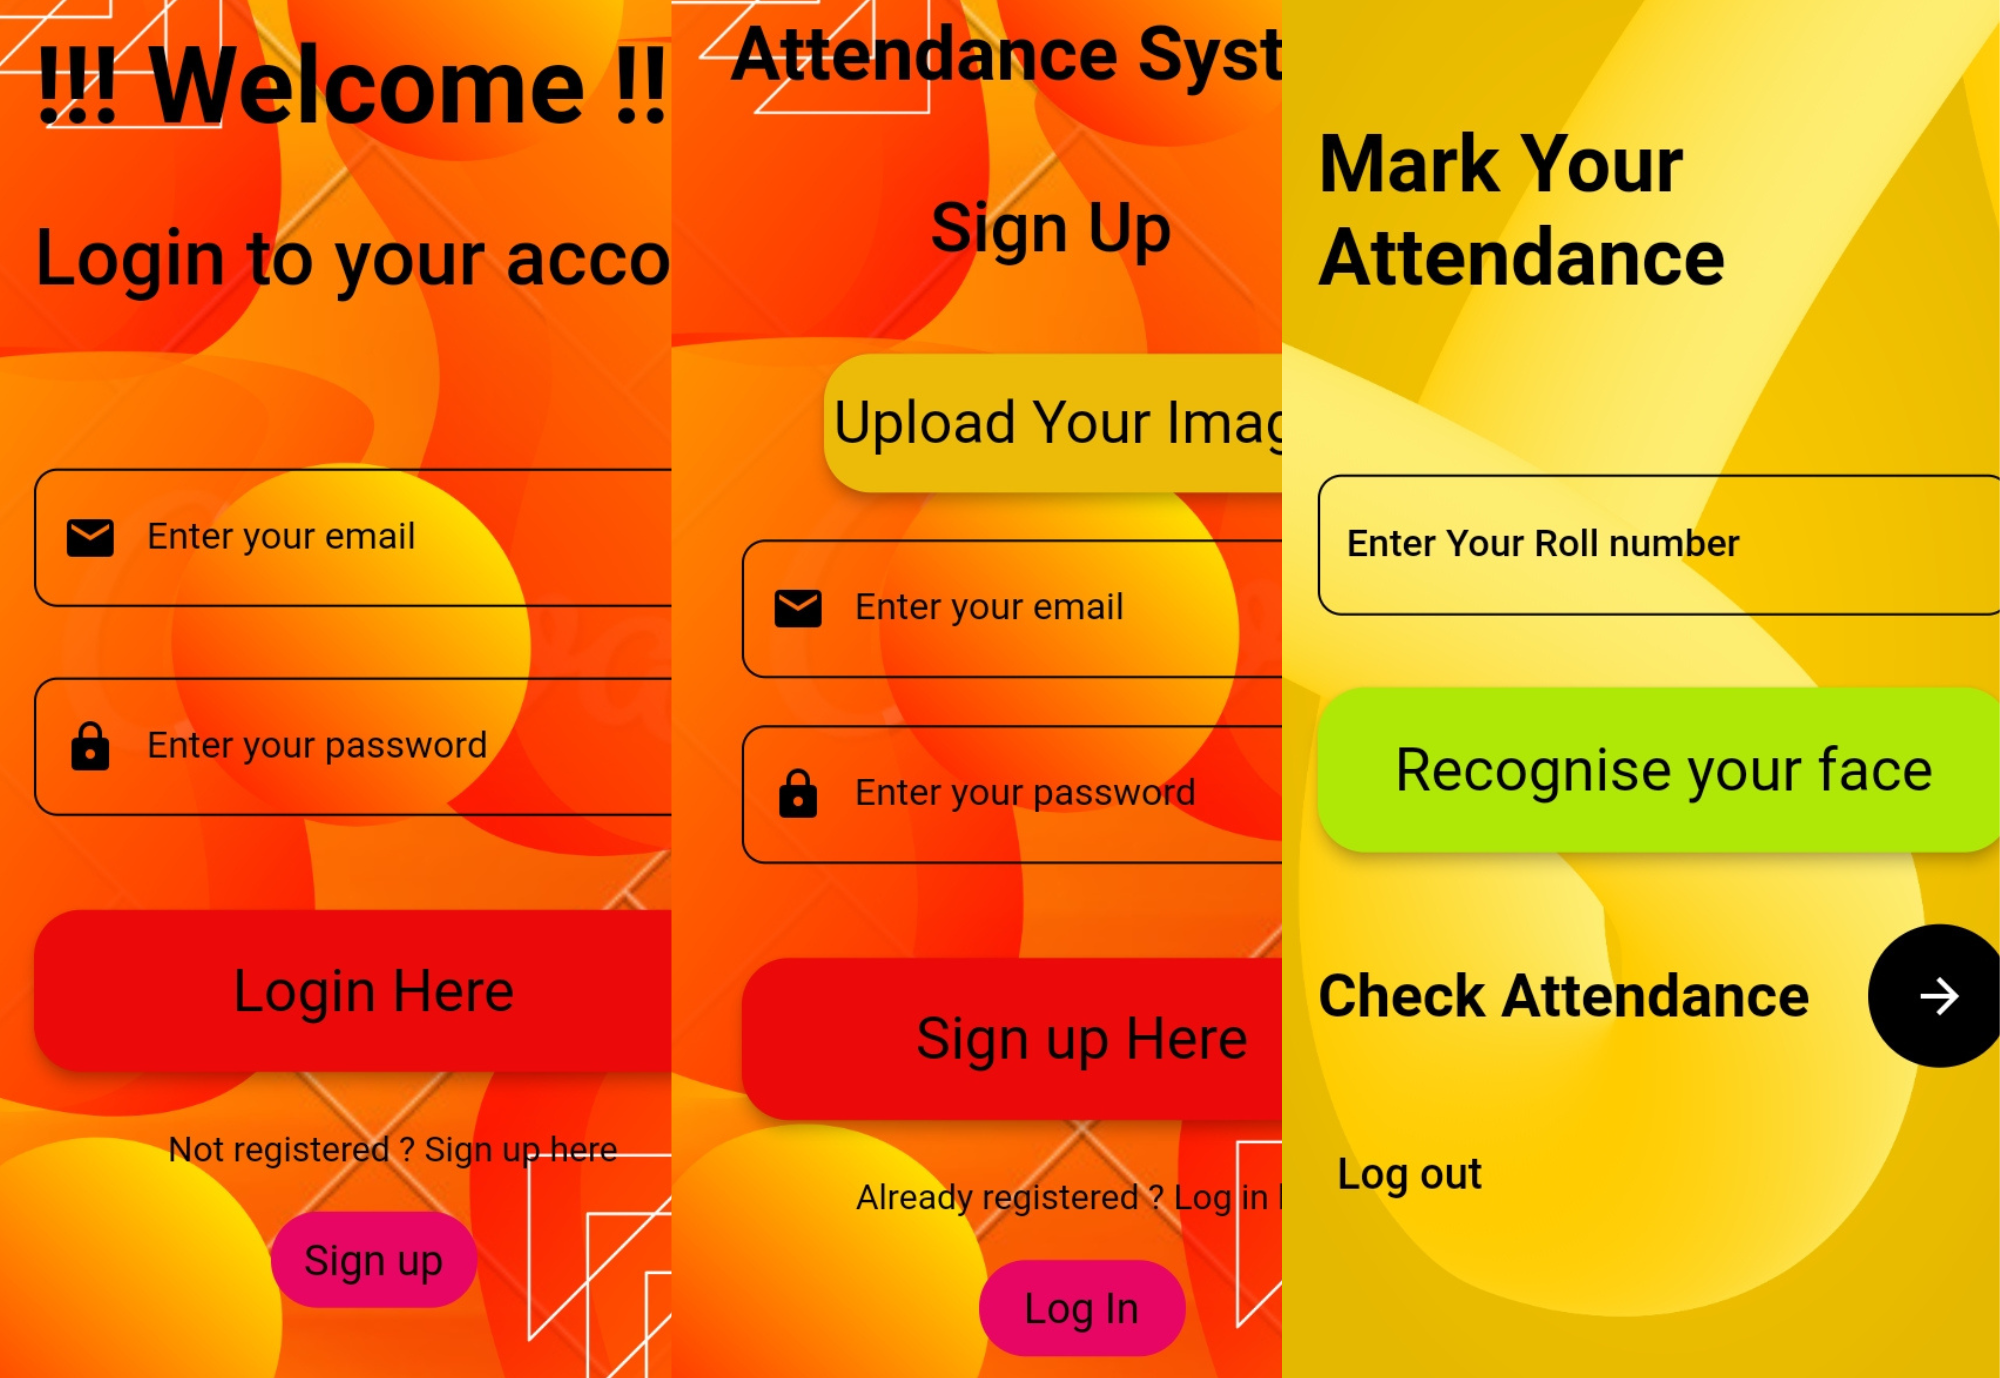 !!! Welcome !!
Login to your acco
Enter your email
Enter your password
Login Here
Not registered ? Sign up here
Sign up
Attendance Syst
Sign Up
Upload Your Imag
Enter your email
Enter your password
Sign up Here
Already registered ? Log in
Log In
Mark Your
Attendance
Enter Your Roll number
Recognise your face
Check Attendance
Log out